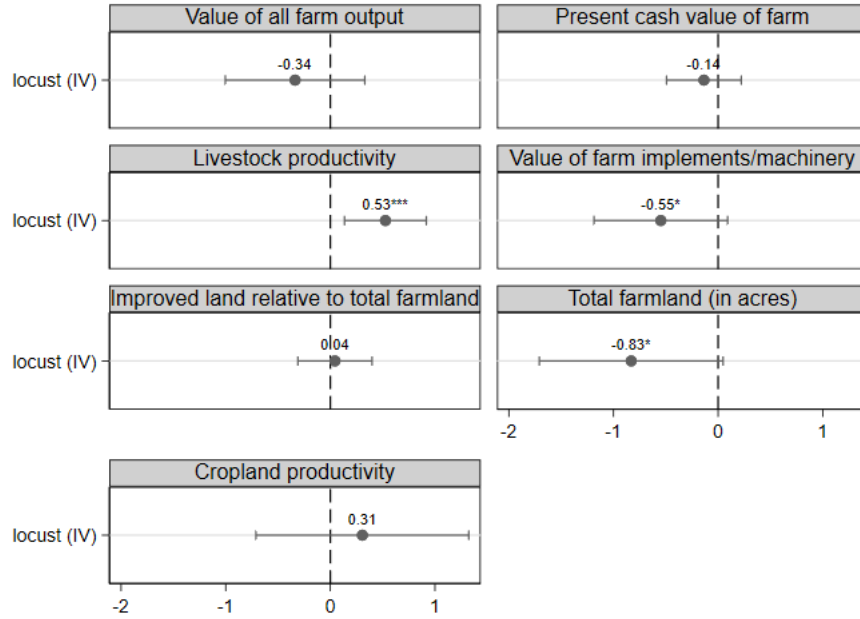 Value of all farm output
Present cash value of farm
locust (IV)
-0.34
-0.14
Livestock productivity
Value of farm implements/machinery
locust (IV)
0.53***
-0.55*
Improved land relative to total farmland
Total farmland (in acres)
locust (IV)
0.04
-0.83*
-2 -1 0 1
Cropland productivity
locust (IV)
0.31
-2 -1 0 1